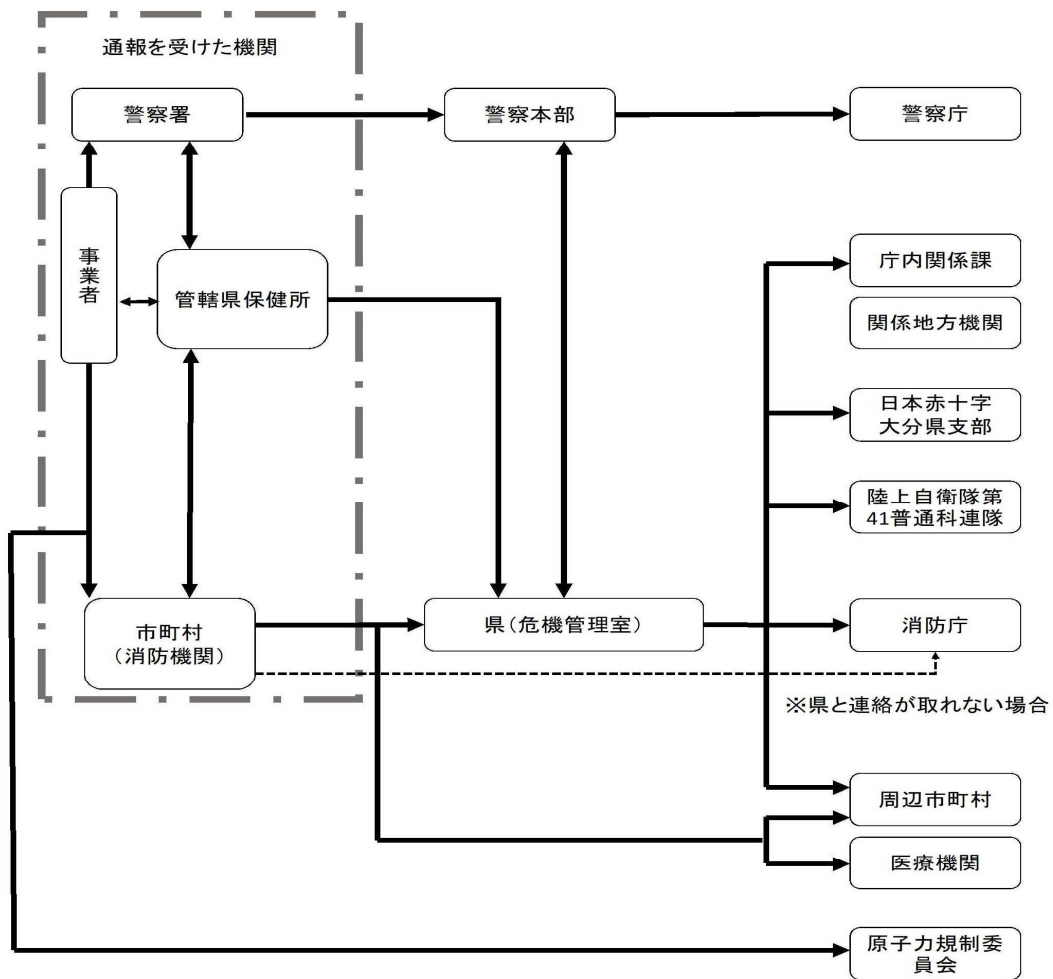 通報を受けた機関
警察署
警察本部
警察庁
事業者
管轄県保健所
庁内関係課
関係地方機関
日本赤十字
大分県支部
陸上自衛隊第
41普通科連隊
市町村
（消防機関）
県（危機管理室）
消防庁
※県と連絡が取れない場合
周辺市町村
医療機関
原子力規制委
員会